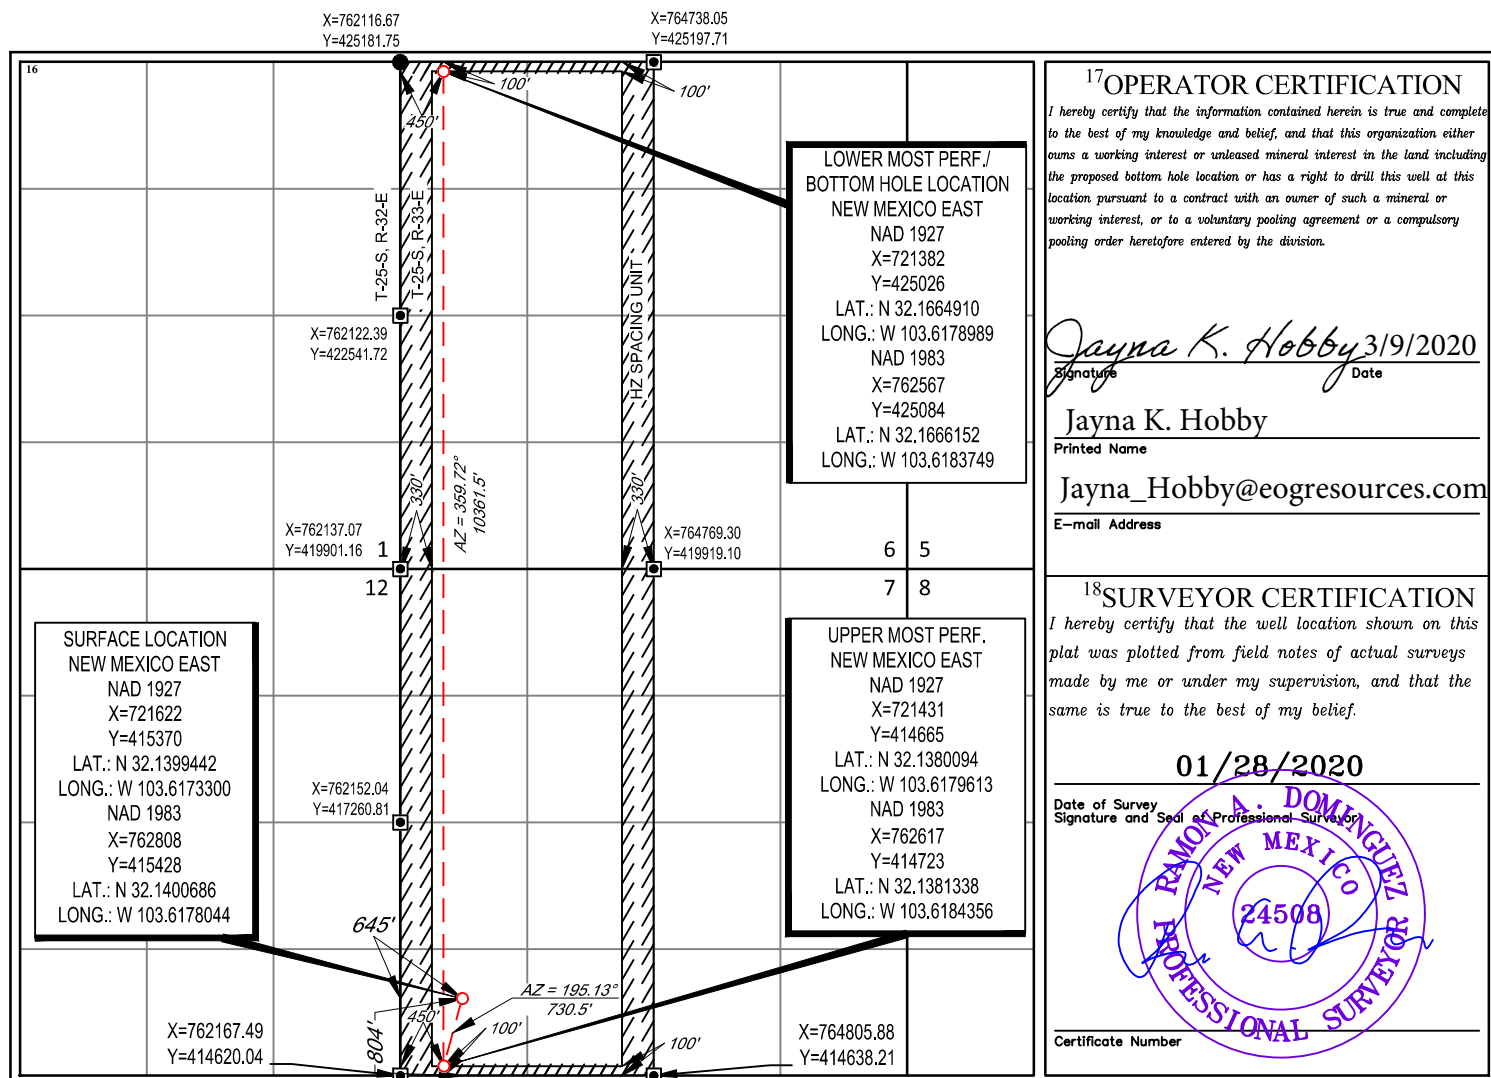 X=762116.67
Y=425181.75
X=764738.05
Y=425197.71
16
100'
100'
450'
T-25-S, R-32-E
T-25-S, R-33-E
HZ SPACING UNIT
LOWER MOST PERF./
BOTTOM HOLE LOCATION
NEW MEXICO EAST
NAD 1927
X=721382
Y=425026
LAT.: N 32.1664910
LONG.: W 103.6178989
NAD 1983
X=762567
Y=425084
LAT.: N 32.1666152
LONG.: W 103.6183749
X=762122.39
Y=422541.72
330'
AZ = 359.72°
10361.5'
330'
X=762137.07
Y=419901.16
X=764769.30
Y=419919.10
1
6
5
12
7
8
SURFACE LOCATION
NEW MEXICO EAST
NAD 1927
X=721622
Y=415370
LAT.: N 32.1399442
LONG.: W 103.6173300
NAD 1983
X=762808
Y=415428
LAT.: N 32.1400686
LONG.: W 103.6178044
X=762152.04
Y=417260.81
UPPER MOST PERF.
NEW MEXICO EAST
NAD 1927
X=721431
Y=414665
LAT.: N 32.1380094
LONG.: W 103.6179613
NAD 1983
X=762617
Y=414723
LAT.: N 32.1381338
LONG.: W 103.6184356
645'
AZ = 195.13°
730.5'
804'
450'
100'
100'
X=762167.49
Y=414620.04
X=764805.88
Y=414638.21
17OPERATOR CERTIFICATION
I hereby certify that the information contained herein is true and complete
to the best of my knowledge and belief, and that this organization either
owns a working interest or unleased mineral interest in the land including
the proposed bottom hole location or has a right to drill this well at this
location pursuant to a contract with an owner of such a mineral or
working interest, or to a voluntary pooling agreement or a compulsory
pooling order heretofore entered by the division.
Jayna K. Hobby 3/9/2020
Signature Date
Jayna K. Hobby
Printed Name
Jayna_Hobby@eogresources.com
E-mail Address
18SURVEYOR CERTIFICATION
I hereby certify that the well location shown on this
plat was plotted from field notes of actual surveys
made by me or under my supervision, and that the
same is true to the best of my belief.
01/28/2020
Date of Survey
Signature and Seal of Professional Surveyor
RAMON A. DOMINGUEZ
NEW MEXICO
24508
PROFESSIONAL SURVEYOR
Certificate Number